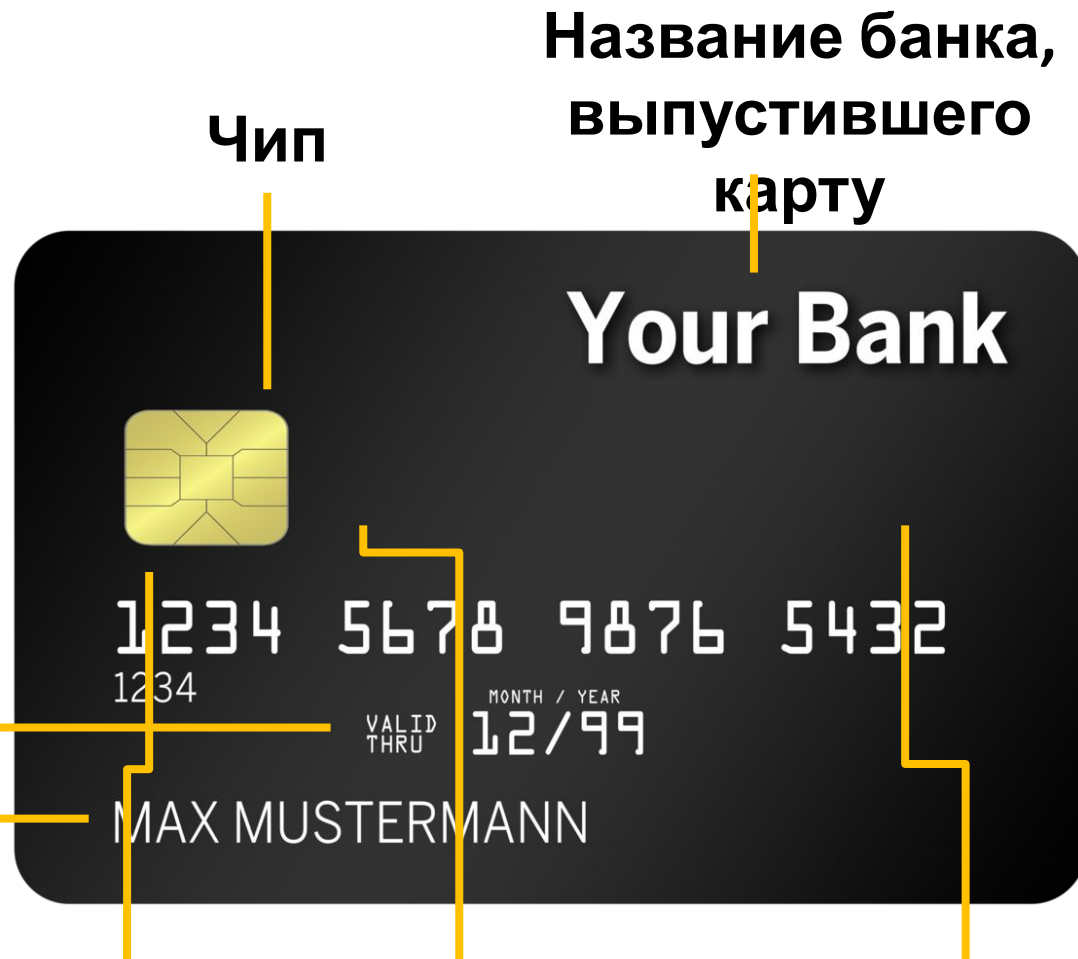 Название банка,
выпустившего
карту
Чип
Your Bank
1234 5678 9876 5432
1234
MONTH / YEAR
VALID
THRU
12/99
MAX MUSTERMANN